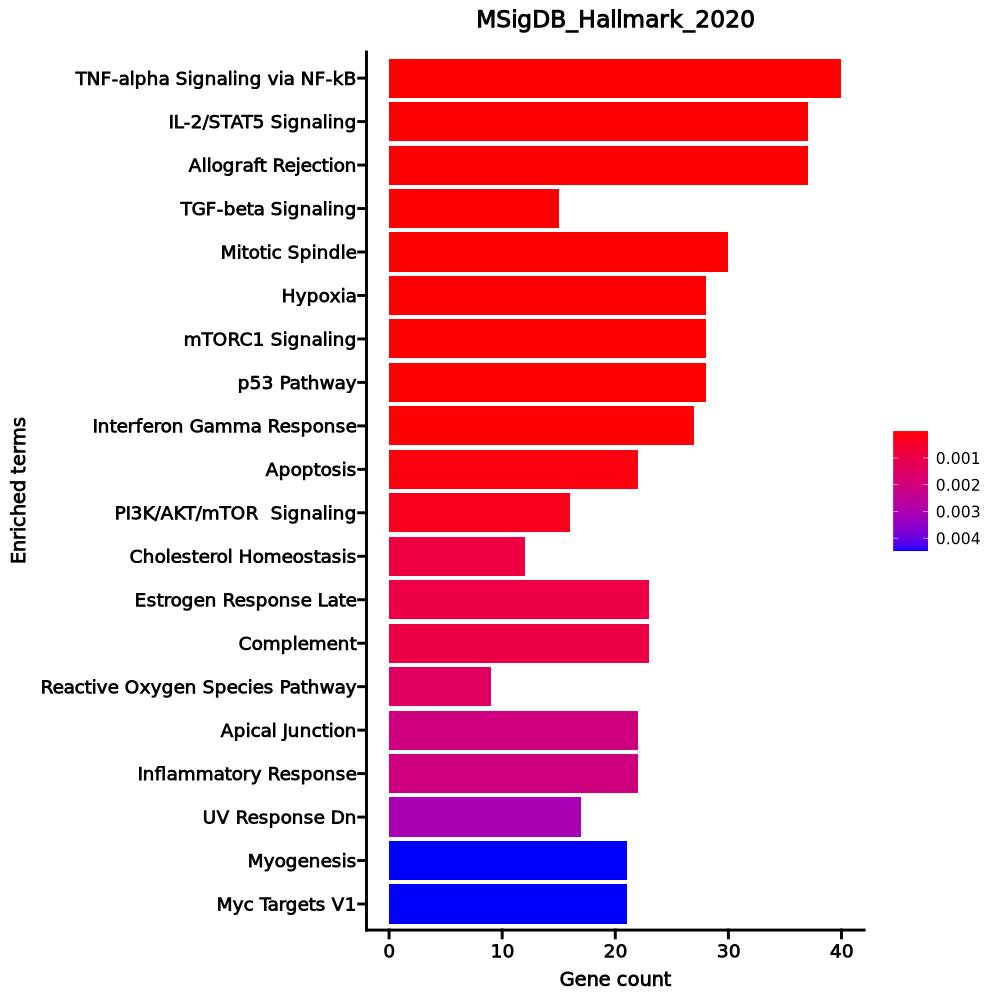 MSigDB_Hallmark_2020
TNF-alpha Signaling via NF-kB
IL-2/STAT5 Signaling
Allograft Rejection
TGF-beta Signaling
Mitotic Spindle
Hypoxia
mTORC1 Signaling
p53 Pathway
Interferon Gamma Response
Apoptosis
PI3K/AKT/mTOR  Signaling
Cholesterol Homeostasis
Estrogen Response Late
Complement
Reactive Oxygen Species Pathway
Apical Junction
Inflammatory Response
UV Response Dn
Myogenesis
Myc Targets V1
Enriched terms
0 10 20 30 40
Gene count
0.001
0.002
0.003
0.004